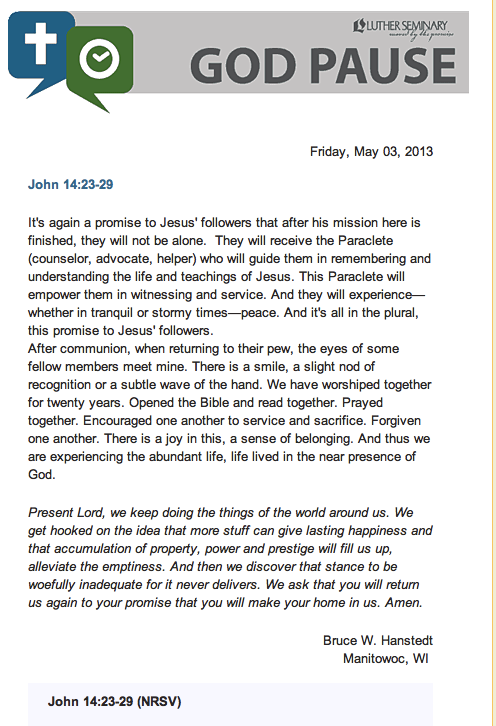 LUTHER SEMINARY
moved by the promise
GOD PAUSE
Friday, May 03, 2013
John 14:23-29
It's again a promise to Jesus' followers that after his mission here is
finished, they will not be alone.  They will receive the Paraclete
(counselor, advocate, helper) who will guide them in remembering and
understanding the life and teachings of Jesus. This Paraclete will
empower them in witnessing and service. And they will experience—
whether in tranquil or stormy times—peace. And it's all in the plural,
this promise to Jesus' followers.
After communion, when returning to their pew, the eyes of some
fellow members meet mine. There is a smile, a slight nod of
recognition or a subtle wave of the hand. We have worshiped together
for twenty years. Opened the Bible and read together. Prayed
together. Encouraged one another to service and sacrifice. Forgiven
one another. There is a joy in this, a sense of belonging. And thus we
are experiencing the abundant life, life lived in the near presence of
God.
Present Lord, we keep doing the things of the world around us. We
get hooked on the idea that more stuff can give lasting happiness and
that accumulation of property, power and prestige will fill us up,
alleviate the emptiness. And then we discover that stance to be
woefully inadequate for it never delivers. We ask that you will return
us again to your promise that you will make your home in us. Amen.
Bruce W. Hanstedt
Manitowoc, WI
John 14:23-29 (NRSV)